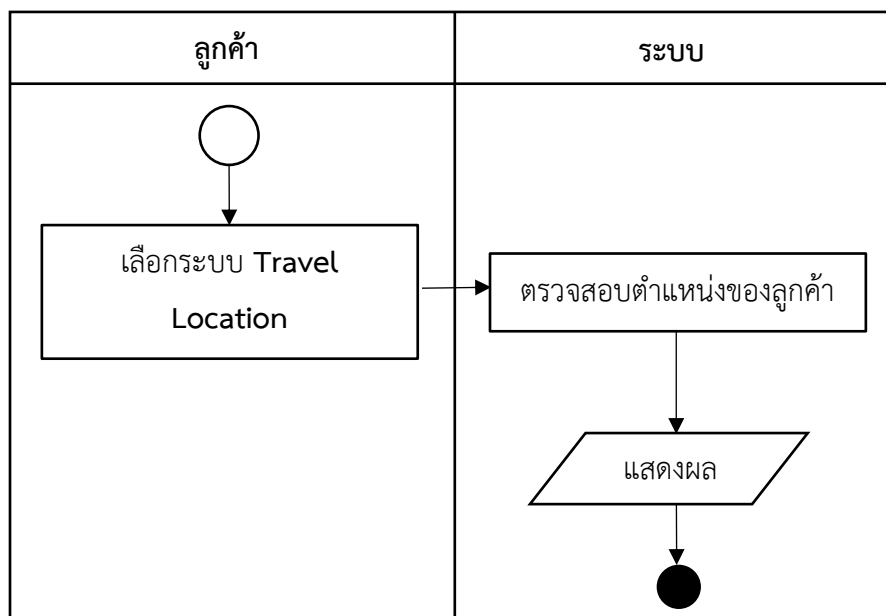 ลูกค้า
ระบบ
เลือกระบบ Travel
Location
ตรวจสอบตำแหน่งของลูกค้า
แสดงผล